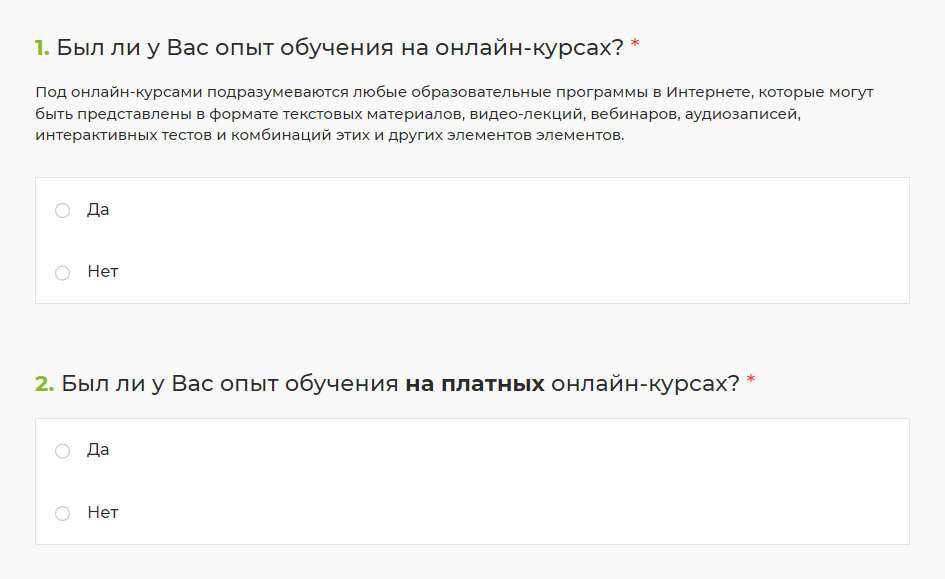 1. Был ли у Вас опыт обучения на онлайн-курсах? *
Под онлайн-курсами подразумеваются любые образовательные программы в Интернете, которые могут
быть представлены в формате текстовых материалов, видео-лекций, вебинаров, аудиозаписей,
интерактивных тестов и комбинаций этих и других элементов элементов.
Да
Нет
2. Был ли у Вас опыт обучения на платных онлайн-курсах? *
Да
Нет